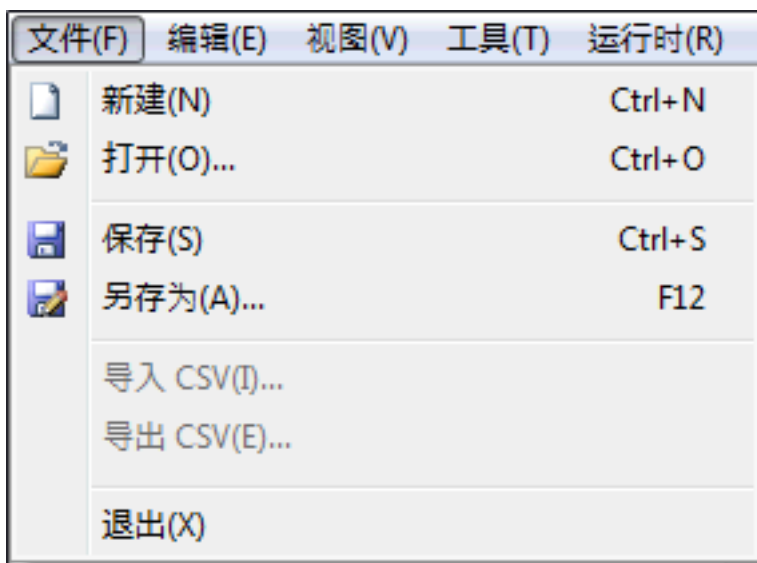 文件(F) 编辑(E) 视图(V) 工具(T) 运行时(R)
新建(N) Ctrl+N
打开(O)... Ctrl+O
保存(S) Ctrl+S
另存为(A)... F12
导入 CSV(I)...
导出 CSV(E)...
退出(X)